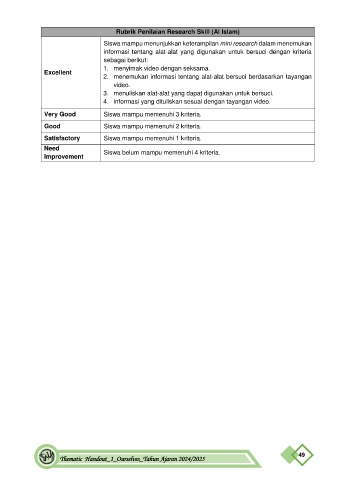 Rubrik Penilaian Research Skill (Al Islam)
Excellent
Siswa mampu menunjukkan keterampilan mini research dalam menemukan
informasi tentang alat-alat yang digunakan untuk bersuci dengan kriteria
sebagai berikut:
1. menyimak video dengan seksama.
2. menemukan informasi tentang alat-alat bersuci berdasarkan tayangan
video.
3. menuliskan alat-alat yang dapat digunakan untuk bersuci.
4. informasi yang dituliskan sesuai dengan tayangan video.
Very Good Siswa mampu memenuhi 3 kriteria.
Good Siswa mampu memenuhi 2 kriteria.
Satisfactory Siswa mampu memenuhi 1 kriteria.
Need
Improvement
Siswa belum mampu memenuhi 4 kriteria.
Thematic Handout_1_Ourselves_Tahun Ajaran 2024/2025
49